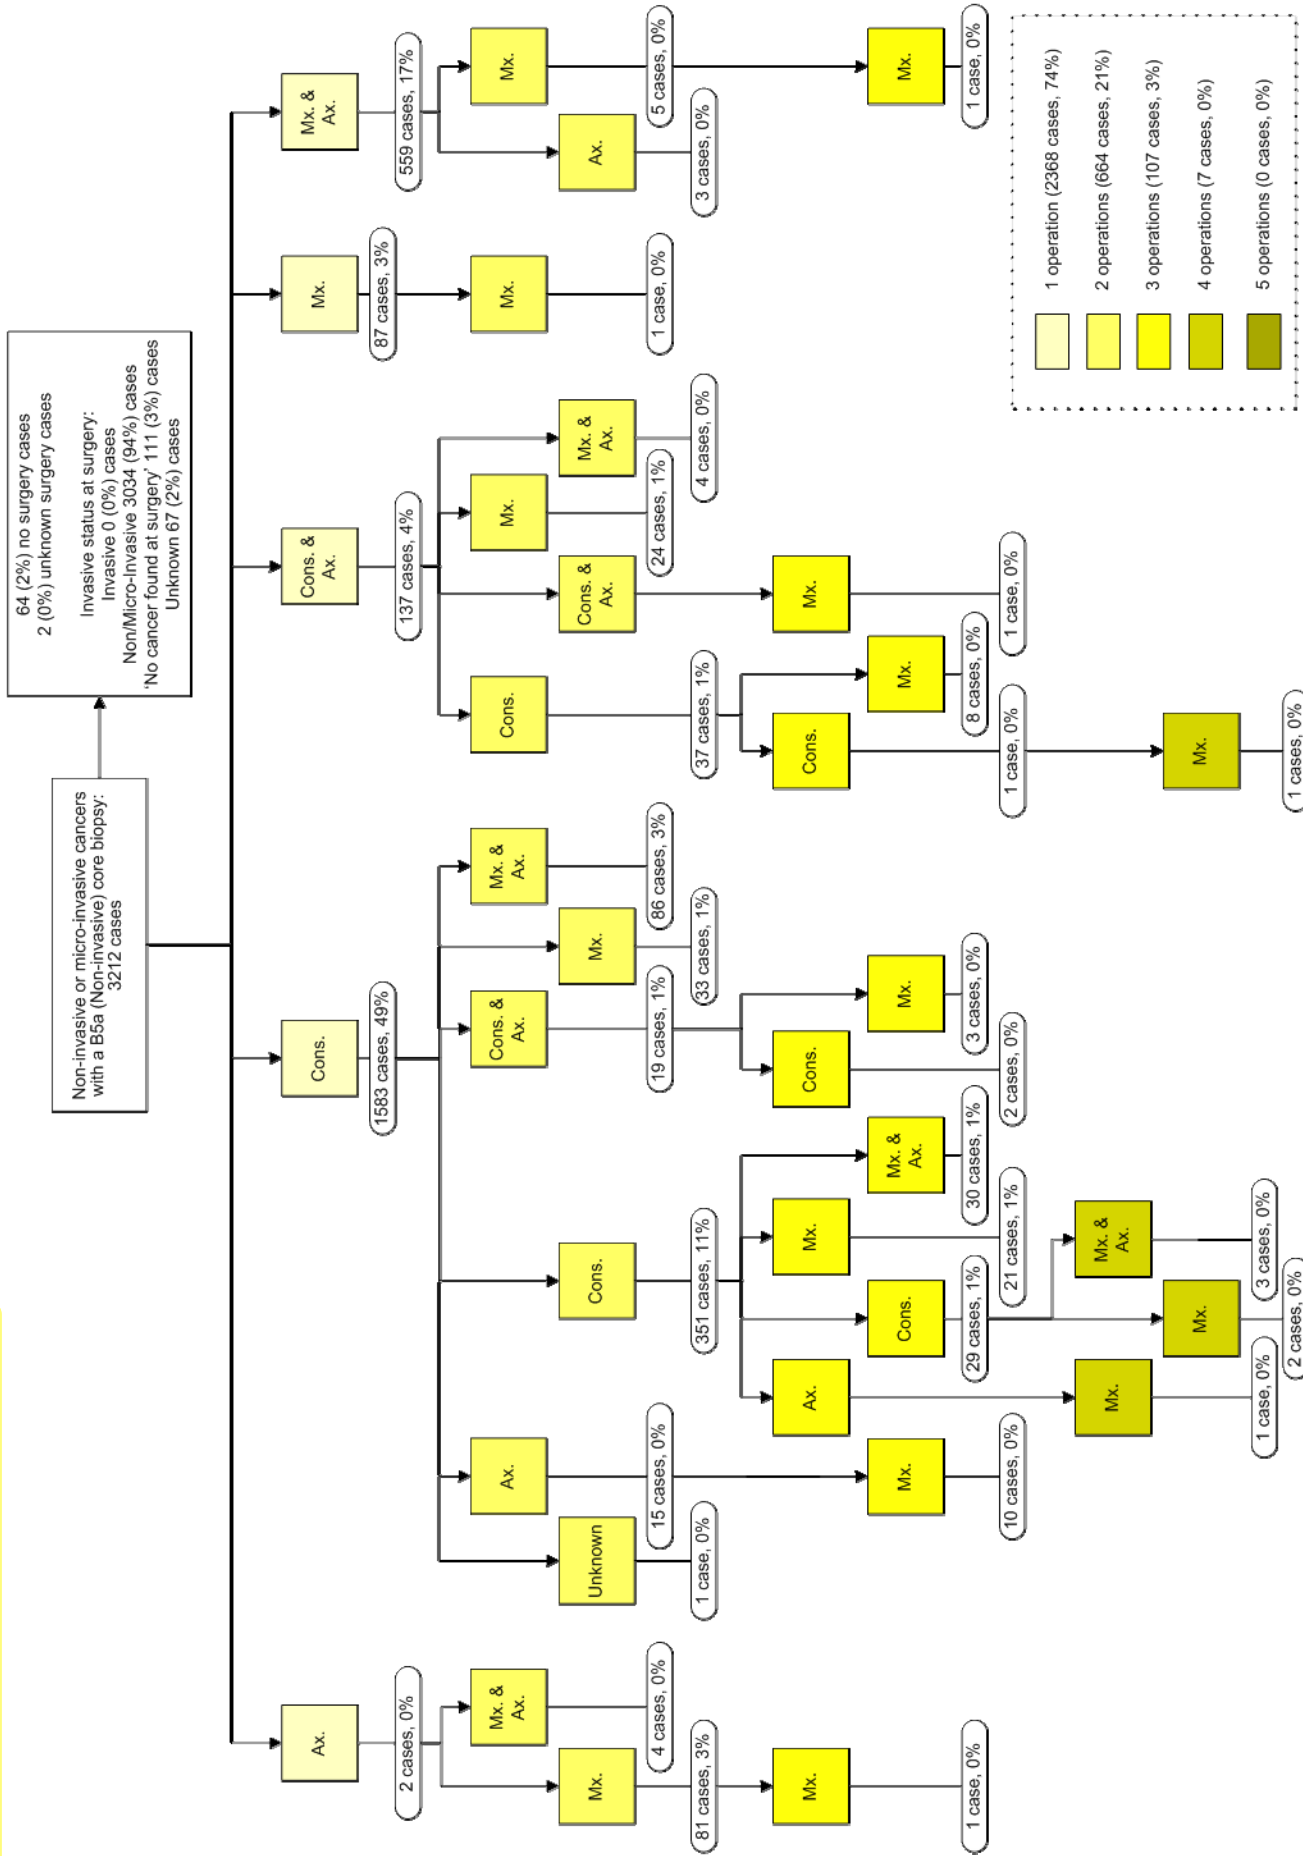 Non-invasive or micro-invasive cancers
with a B5a (Non-invasive) core biopsy:
3212 cases
64 (2%) no surgery cases
2 (0%) unknown surgery cases
Invasive status at surgery:
Invasive 0 (0%) cases
Non/Micro-Invasive 3034 (94%) cases
'No cancer found at surgery' 111 (3%) cases
Unknown 67 (2%) cases
Ax.
Cons.
Cons. &
Ax.
Mx.
Mx. &
Ax.
2 cases, 0%
1583 cases, 49%
137 cases, 4%
87 cases, 3%
559 cases, 17%
Mx. &
Ax.
Ax.
Cons. &
Ax.
Mx. &
Ax.
Cons.
Mx.
Mx.
Mx.
Mx.
Unknown
Cons.
Mx.
Cons. &
Ax.
Mx. &
Ax.
Ax.
4 cases, 0%
15 cases, 0%
19 cases, 1%
86 cases, 3%
24 cases, 1%
5 cases, 0%
81 cases, 3%
1 case, 0%
351 cases, 11%
33 cases, 1%
37 cases, 1%
4 cases, 0%
1 case, 0%
3 cases, 0%
Mx.
Ax.
Mx.
Cons.
Cons.
Mx.
Mx.
Cons.
Mx. &
Ax.
Mx.
Mx.
Mx.
1 case, 0%
29 cases, 1%
30 cases, 1%
3 cases, 0%
8 cases, 0%
1 case, 0%
10 cases, 0%
21 cases, 1%
2 cases, 0%
1 case, 0%
1 case, 0%
Mx.
Mx. &
Ax.
Mx.
Mx.
1 case, 0%
3 cases, 0%
2 cases, 0%
1 cases, 0%
1 operation (2368 cases, 74%)
2 operations (664 cases, 21%)
3 operations (107 cases, 3%)
4 operations (7 cases, 0%)
5 operations (0 cases, 0%)